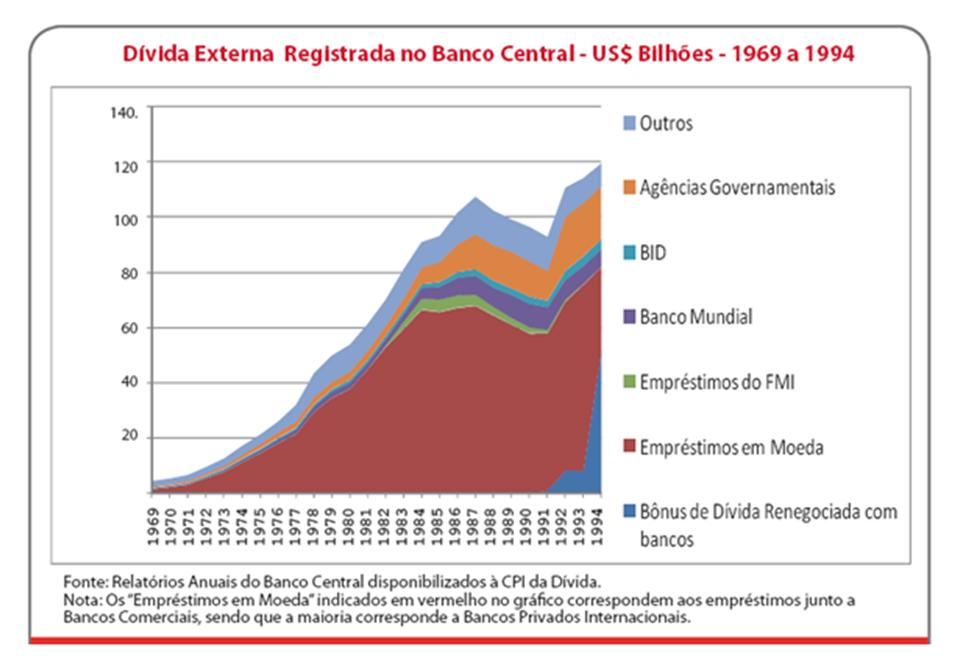 Dívida Externa Registrada no Banco Central - US$ Bilhões - 1969 a 1994
140.
120
100
80
60
40
20
1969 1970 1971 1972 1973 1974 1975 1976 1977 1978 1979 1980 1981 1982 1983 1984 1985 1986 1987 1988 1989 1990 1991 1992 1993 1994
Outros
Agências Governamentais
BID
Banco Mundial
Empréstimos do FMI
Empréstimos em Moeda
Bônus de Dívida Renegociada com
bancos
Fonte: Relatórios Anuais do Banco Central disponibilizados à CPI da Dívida.
Nota: Os "Empréstimos em Moeda" indicados em vermelho no gráfico correspondem aos empréstimos junto a
Bancos Comerciais, sendo que a maioria corresponde a Bancos Privados Internacionais.